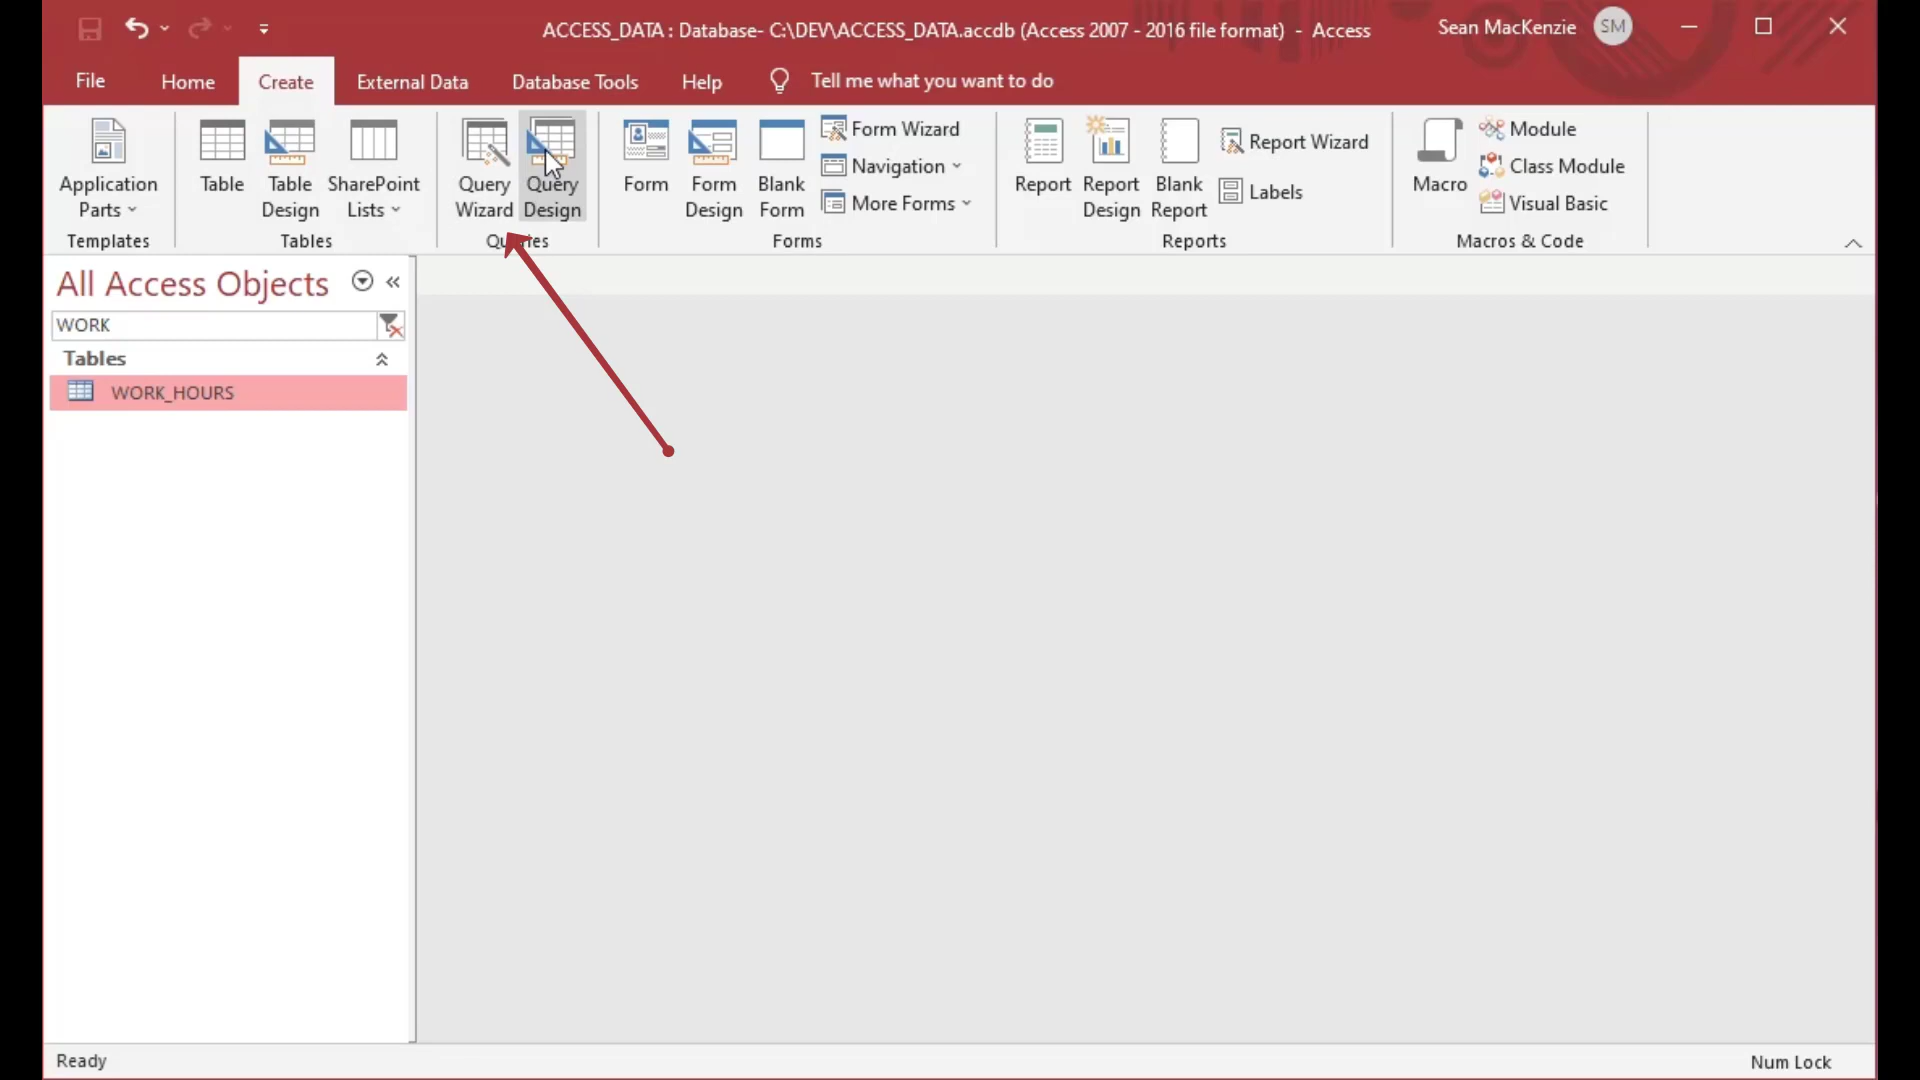 ACCESS_DATA : Database- C:\DEV\ACCESS_DATA.accdb (Access 2007 - 2016 file format) - Access
Sean MacKenzie
SM
File
Home
Create
External Data
Database Tools
Help
Tell me what you want to do
Application
Parts
Templates
Table
Table
Design
SharePoint
Lists
Tables
Query
Wizard
Query
Design
Form
Form
Design
Blank
Form
Form Wizard
Navigation
More Forms
Forms
Report
Report
Design
Blank
Report
Report Wizard
Labels
Reports
Macro
Module
Class Module
Visual Basic
Macros & Code
All Access Objects
WORK
Tables
WORK_HOURS
Ready
Num Lock